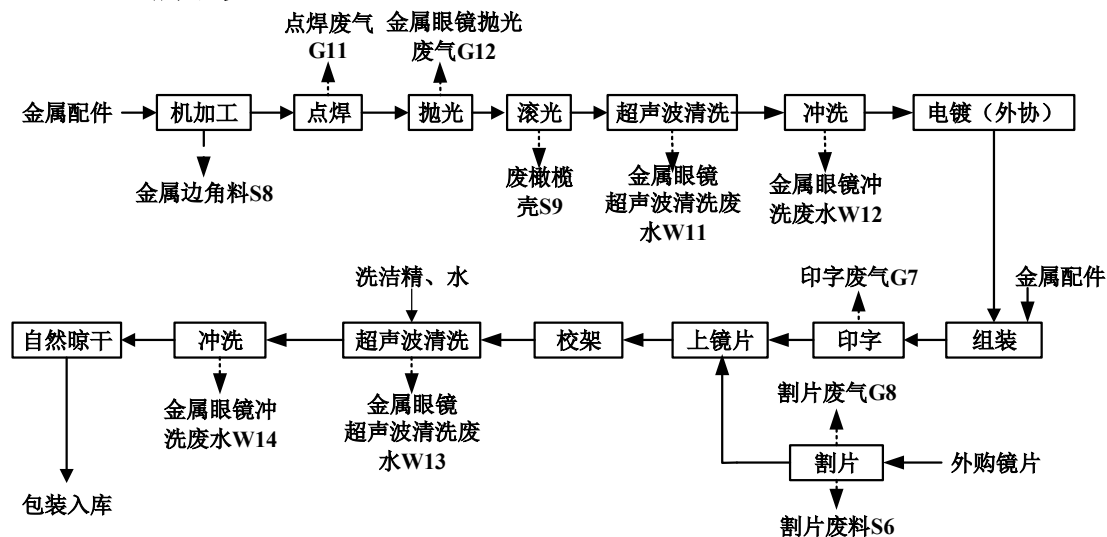 点焊废气
G11
金属眼镜抛光
废气G12
金属配件
机加工
点焊
抛光
滚光
超声波清洗
冲洗
电镀（外协）
金属边角料S8
废橄榄
壳S9
金属眼镜
超声波清洗废
水W11
金属眼镜冲
洗废水W12
洗洁精、水
印字废气G7
金属配件
自然晾干
冲洗
超声波清洗
校架
上镜片
印字
组装
金属眼镜冲
洗废水W14
金属眼镜
超声波清洗废
水W13
割片废气G8
割片
外购镜片
包装入库
割片废料S6